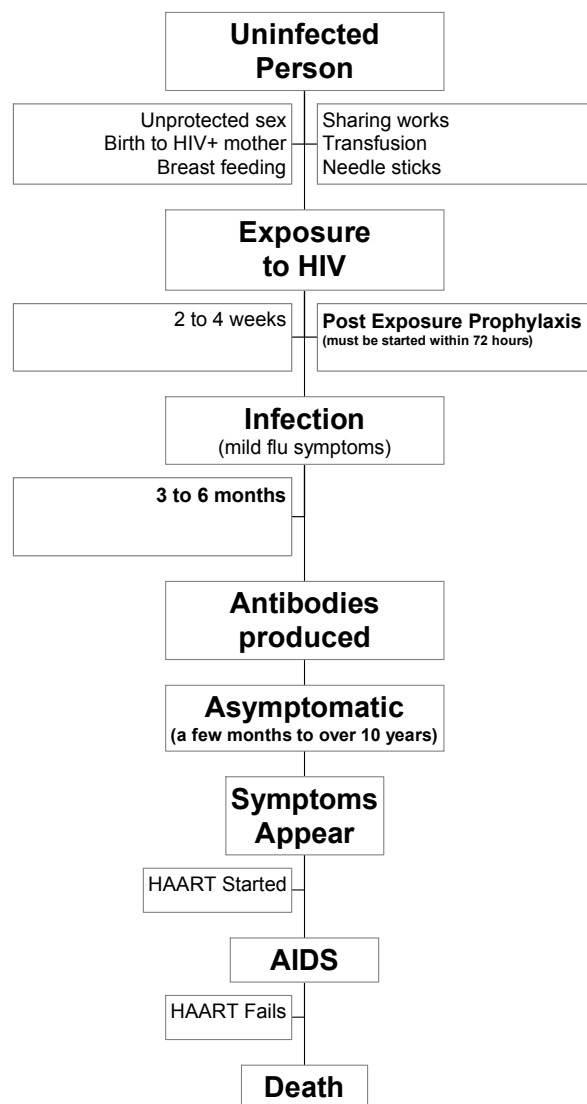 Uninfected
Person
Unprotected sex
Birth to HIV+ mother
Breast feeding
Sharing works
Transfusion
Needle sticks
Exposure
to HIV
2 to 4 weeks
Post Exposure Prophylaxis
(must be started within 72 hours)
Infection
(mild flu symptoms)
3 to 6 months
Antibodies
produced
Asymptomatic
(a few months to over 10 years)
Symptoms
Appear
HAART Started
AIDS
HAART Fails
Death